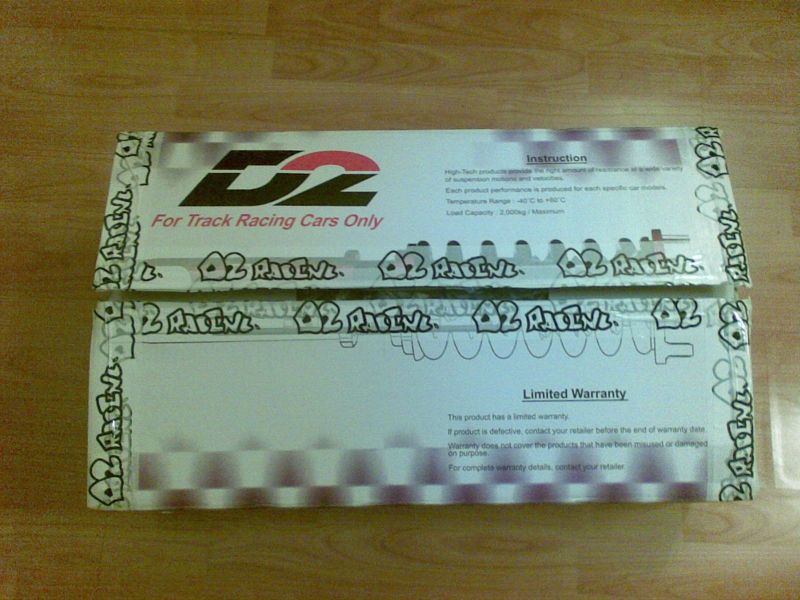 D2
For Track Racing Cars Only
Instruction
High-Tech products provide the right amount of resistance at a wide variety
of suspension motions and velocities.
Each product performance is produced for each specific car models.
Temperature Range : -40°C to +80°C
Load Capacity : 2,000kg / Maximum
D2 RACING. D2 RACING. D2 RACING.
D2 RACING. D2 RACING. D2 RACING. D2
D2 RACING.
D2 RACING.
Limited Warranty
This product has a limited warranty.
If product is defective, contact your retailer before the end of warranty date.
Warranty does not cover the products that have been misused or damaged
on purpose.
For complete warranty details, contact your retailer.